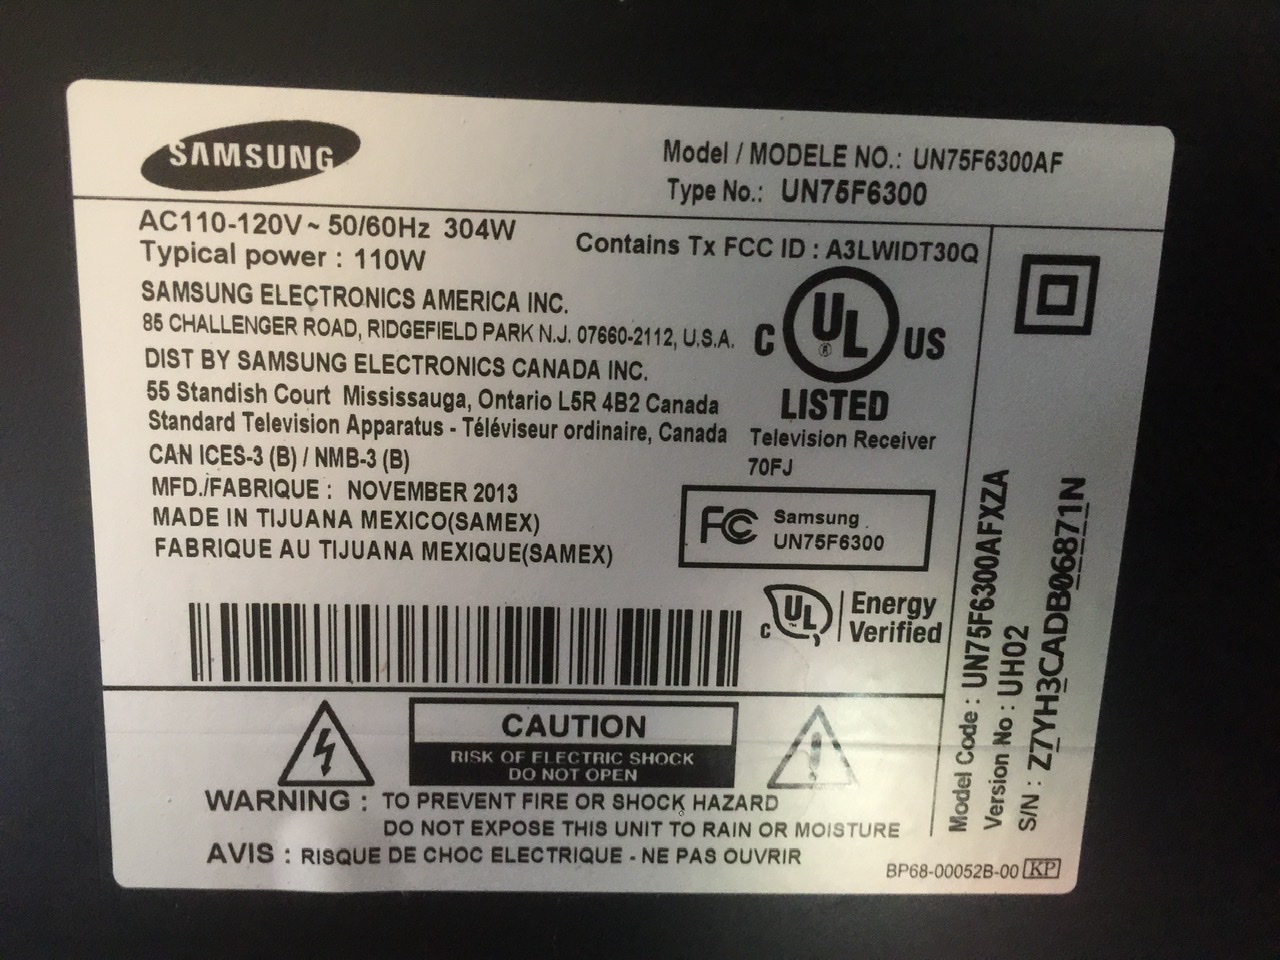 SAMSUNG
Model / MODELE NO.: UN75F6300AF
Type No.: UN75F6300
AC110-120V ~ 50/60Hz 304W
Typical power : 110W
Contains Tx FCC ID : A3LWIDT30Q
SAMSUNG ELECTRONICS AMERICA INC.
85 CHALLENGER ROAD, RIDGEFIELD PARK N.J. 07660-2112, U.S.A.
DIST BY SAMSUNG ELECTRONICS CANADA INC.
55 Standish Court Mississauga, Ontario L5R 4B2 Canada
Standard Television Apparatus - Téléviseur ordinaire, Canada
CAN ICES-3 (B) / NMB-3 (B)
MFD./FABRIQUE : NOVEMBER 2013
MADE IN TIJUANA MEXICO(SAMEX)
FABRIQUE AU TIJUANA MEXIQUE(SAMEX)
C UL ® US
LISTED
Television Receiver
70FJ
FC Samsung
UN75F6300
c UL ™ Energy
Verified
CAUTION
RISK OF ELECTRIC SHOCK
DO NOT OPEN
WARNING : TO PREVENT FIRE OR SHOCK HAZARD
DO NOT EXPOSE THIS UNIT TO RAIN OR MOISTURE
AVIS : RISQUE DE CHOC ELECTRIQUE - NE PAS OUVRIR
Model Code : UN75F6300AFXZA
Version No : UH02
S/N : Z7YH3CADB06871N
BP68-00052B-00 KP